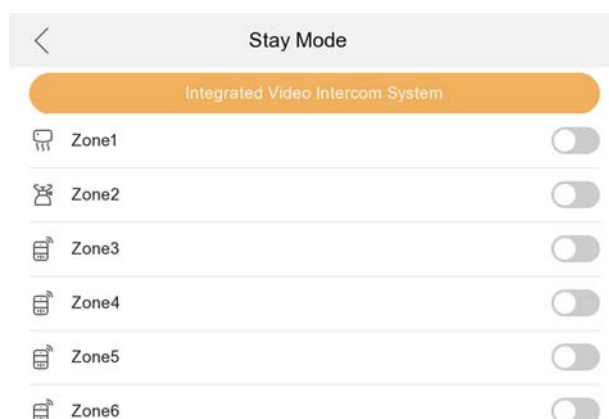 Stay Mode
Integrated Video Intercom System
Zone1
Zone2
Zone3
Zone4
Zone5
Zone6